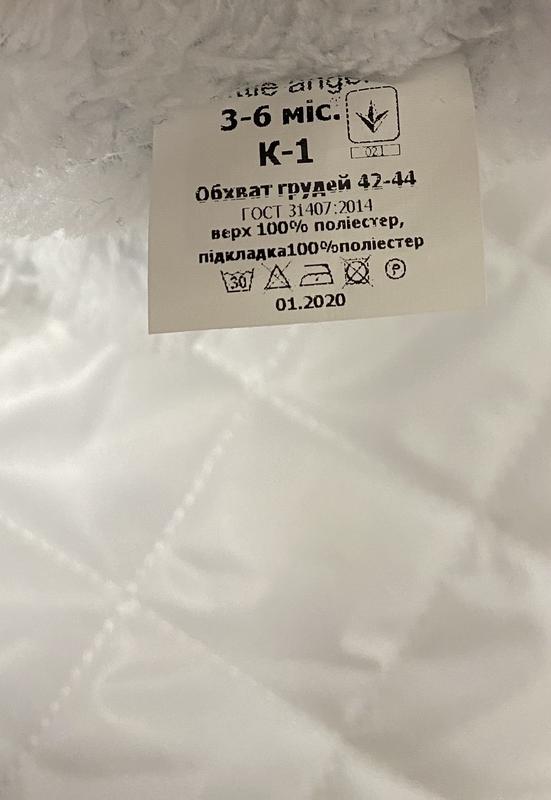 3-6 міс.
021
К-1
Обхват грудей 42-44
ГОСТ 31407:2014
верх 100% поліестер,
підкладка100%поліестер
30 P
01.2020